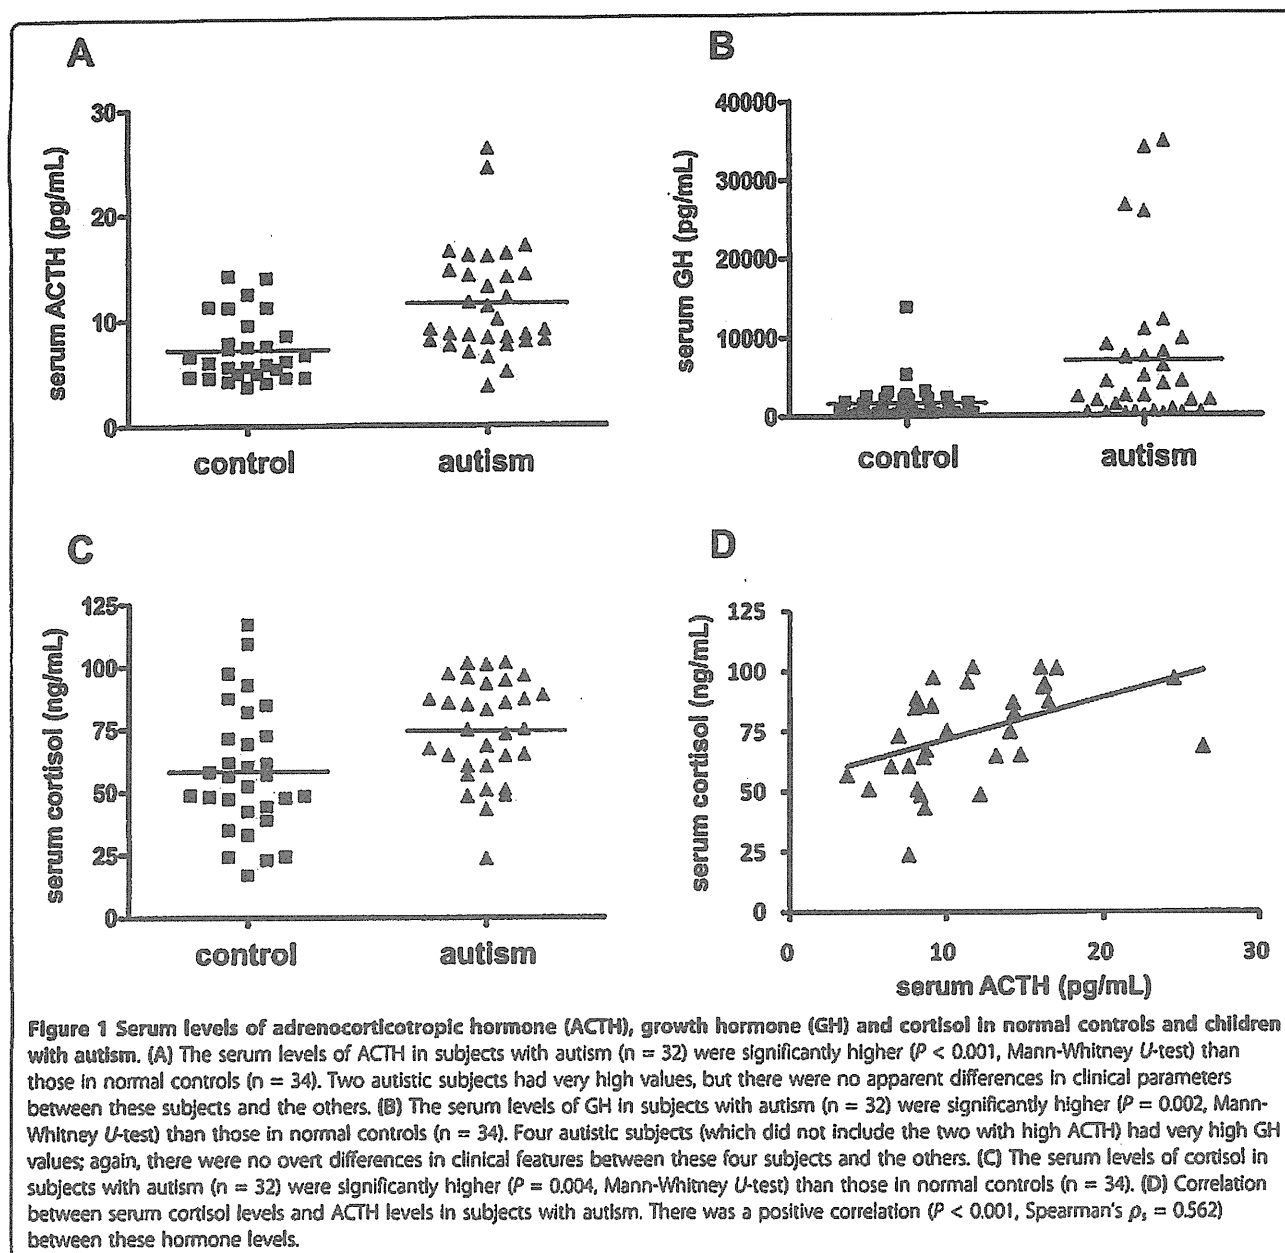 A
30
20
10
0
serum ACTH (pg/mL)
control
autism
B
40000
30000
20000
10000
0
serum GH (pg/mL)
control
autism
C
125
100
75
50
25
0
serum cortisol (ng/mL)
control
autism
D
125
100
75
50
25
0
serum cortisol (ng/mL)
0
10
20
30
serum ACTH (pg/mL)
Figure 1 Serum levels of adrenocorticotropic hormone (ACTH), growth hormone (GH) and cortisol in normal controls and children
with autism. (A) The serum levels of ACTH in subjects with autism (n = 32) were significantly higher (P < 0.001, Mann-Whitney U-test) than
those in normal controls (n = 34). Two autistic subjects had very high values, but there were no apparent differences in clinical parameters
between these subjects and the others. (B) The serum levels of GH in subjects with autism (n = 32) were significantly higher (P = 0.002, Mann-
Whitney U-test) than those in normal controls (n = 34). Four autistic subjects (which did not include the two with high ACTH) had very high GH
values; again, there were no overt differences in clinical features between these four subjects and the others. (C) The serum levels of cortisol in
subjects with autism (n = 32) were significantly higher (P = 0.004, Mann-Whitney U-test) than those in normal controls (n = 34). (D) Correlation
between serum cortisol levels and ACTH levels in subjects with autism. There was a positive correlation (P < 0.001, Spearman's ρs = 0.562)
between these hormone levels.